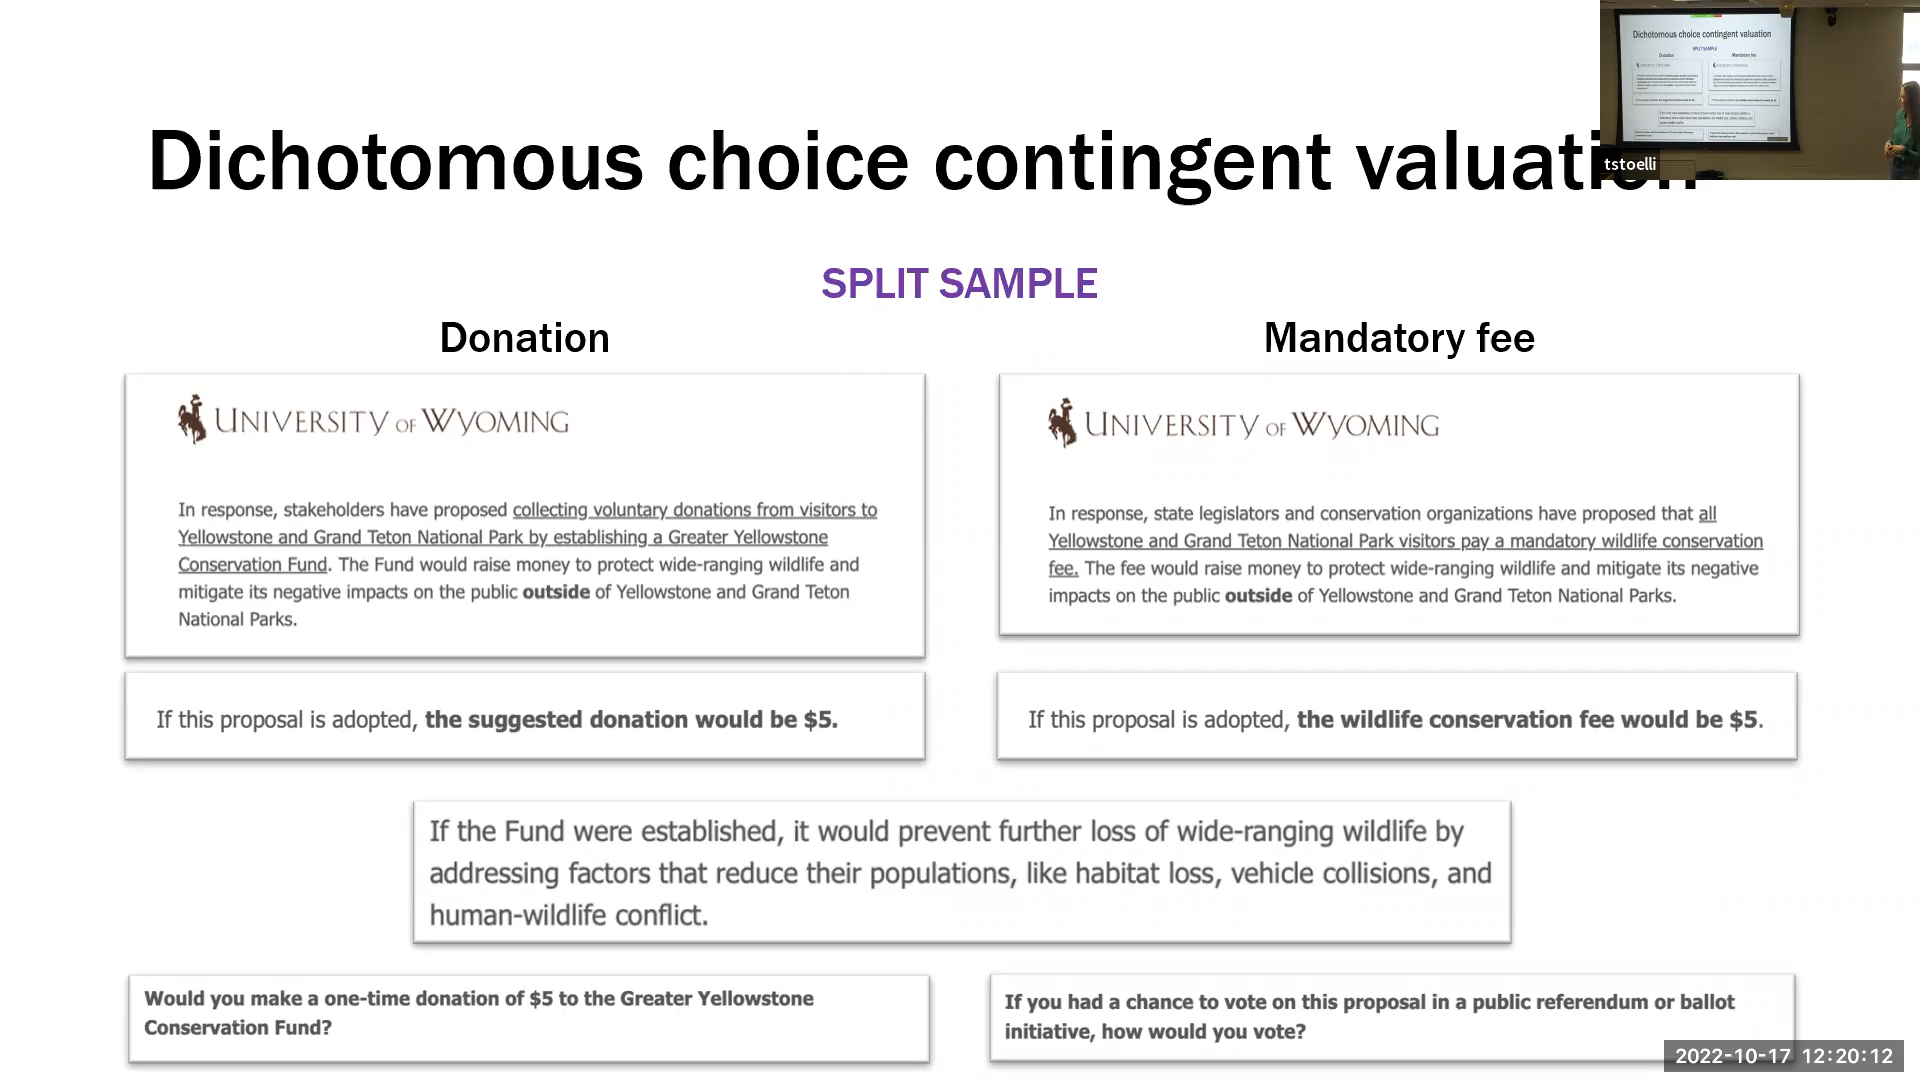 Dichotomous choice contingent valuation
SPLIT SAMPLE
Donation
Mandatory fee
UNIVERSITY OF WYOMING
In response, stakeholders have proposed collecting voluntary donations from visitors to
Yellowstone and Grand Teton National Park by establishing a Greater Yellowstone
Conservation Fund. The Fund would raise money to protect wide-ranging wildlife and
mitigate its negative impacts on the public outside of Yellowstone and Grand Teton
National Parks.
UNIVERSITY OF WYOMING
In response, state legislators and conservation organizations have proposed that all
Yellowstone and Grand Teton National Park visitors pay a mandatory wildlife conservation
fee. The fee would raise money to protect wide-ranging wildlife and mitigate its negative
impacts on the public outside of Yellowstone and Grand Teton National Parks.
If this proposal is adopted, the suggested donation would be $5.
If this proposal is adopted, the wildlife conservation fee would be $5.
If the Fund were established, it would prevent further loss of wide-ranging wildlife by
addressing factors that reduce their populations, like habitat loss, vehicle collisions, and
human-wildlife conflict.
Would you make a one-time donation of $5 to the Greater Yellowstone
Conservation Fund?
If you had a chance to vote on this proposal in a public referendum or ballot
initiative, how would you vote?
Dichotomous choice contingent valuation
SPLIT SAMPLE
Donation
Mandatory fee
tstoelli
2022-10-17 12:20:12